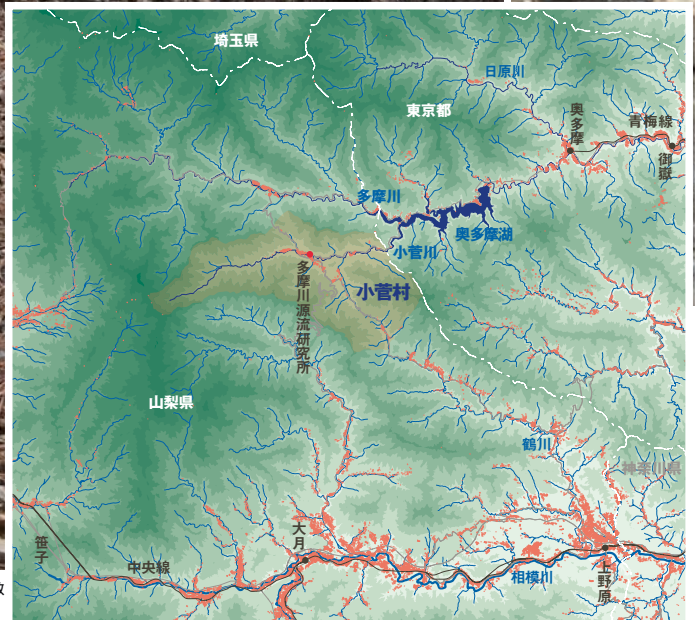 埼玉県
日原川
東京都
奥多摩
青梅線
御嶽
多摩川
奥多摩湖
小菅川
多摩川源流研究所
小菅村
山梨県
鶴川
神奈川県
笹子
中央線
大月
相模川
上野原